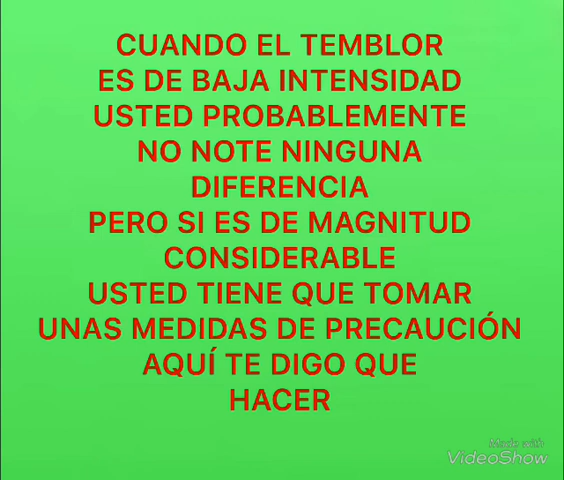 CUANDO EL TEMBLOR
ES DE BAJA INTENSIDAD
USTED PROBABLEMENTE
NO NOTE NINGUNA
DIFERENCIA
PERO SI ES DE MAGNITUD
CONSIDERABLE
USTED TIENE QUE TOMAR
UNAS MEDIDAS DE PRECAUCIÓN
AQUÍ TE DIGO QUE
HACER
Made with
VideoShow